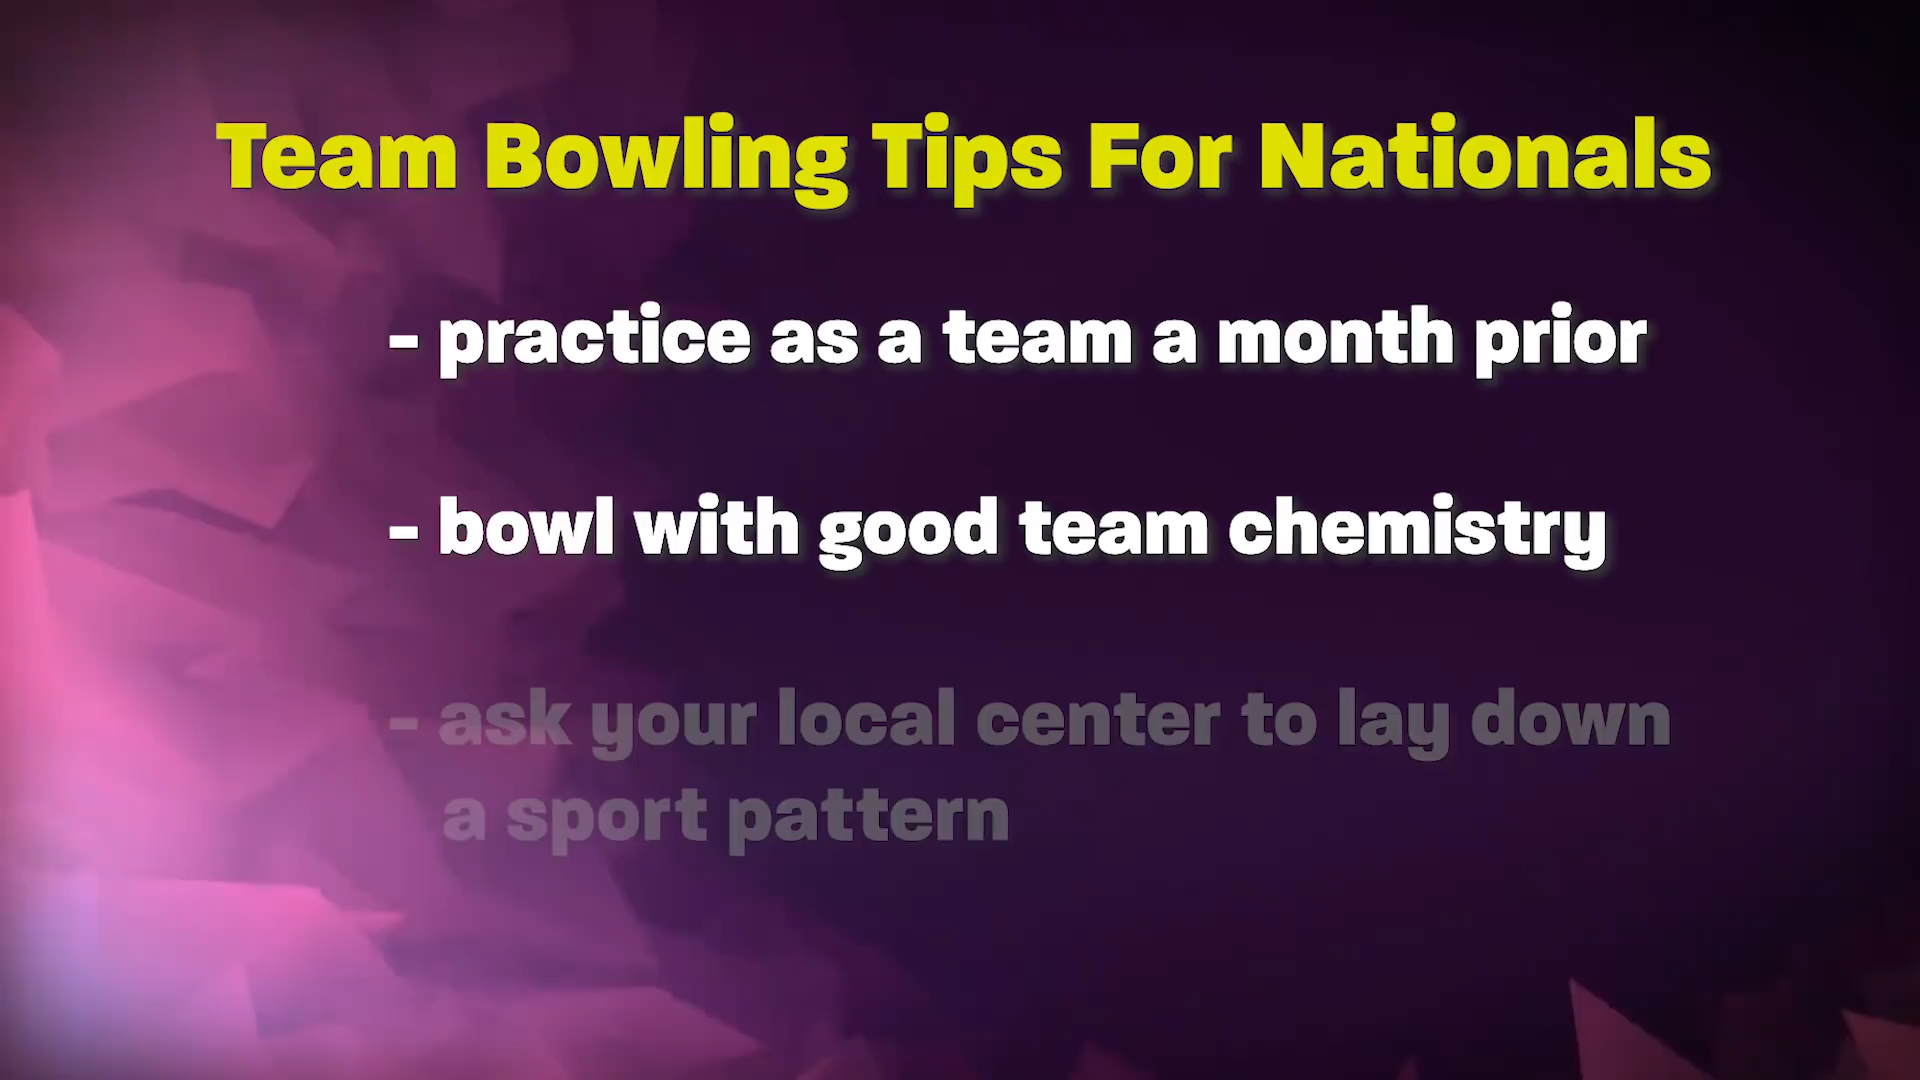 Team Bowling Tips For Nationals
- practice as a team a month prior
- bowl with good team chemistry
- ask your local center to lay down
a sport pattern